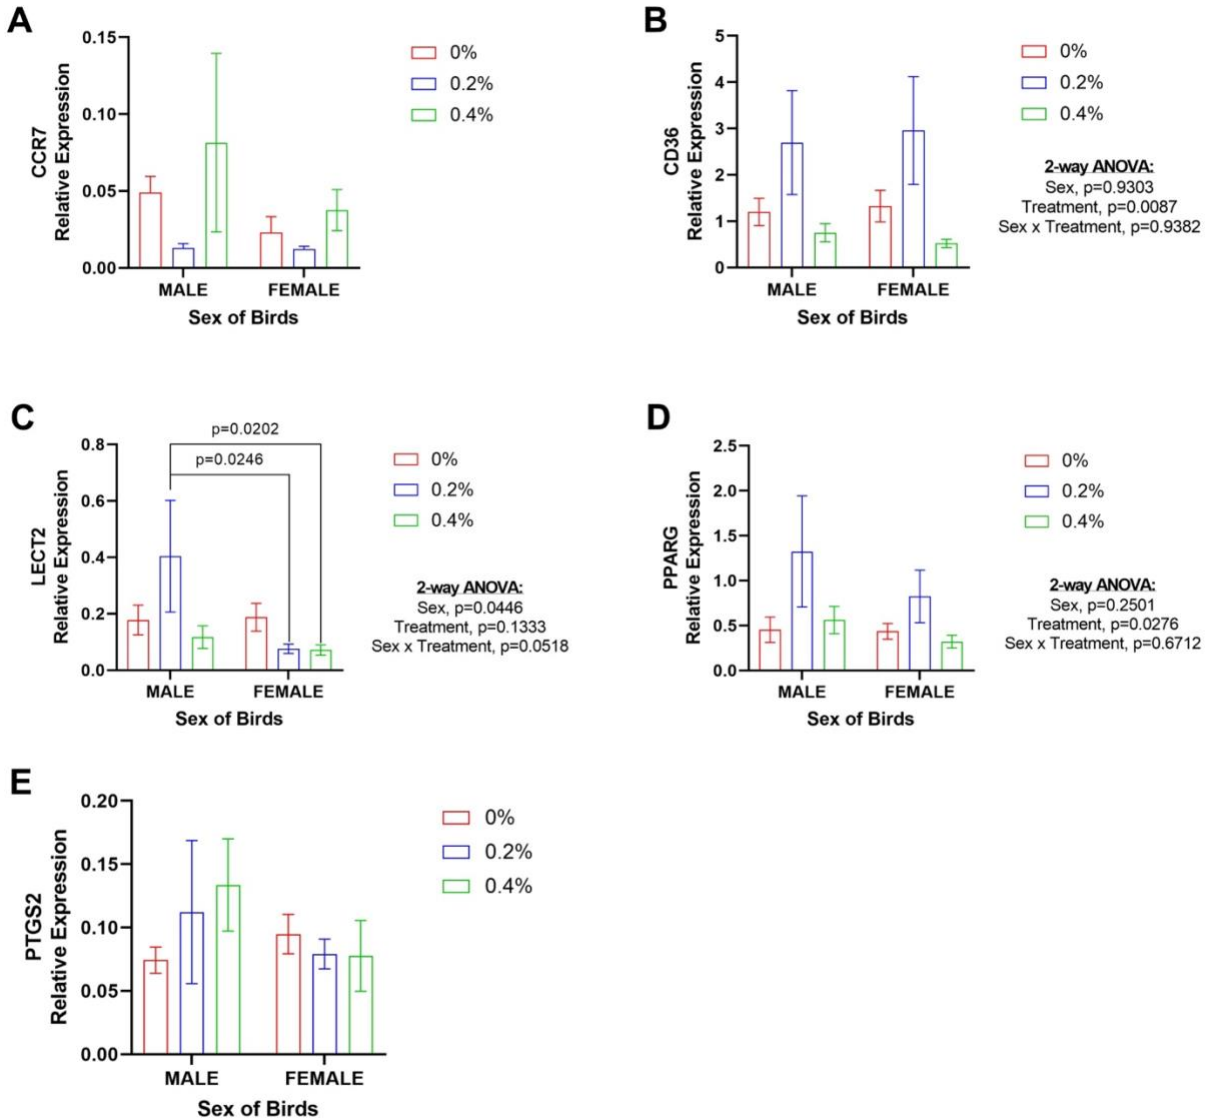 A
CCR7
Relative Expression
0.15
0.10
0.05
0.00
MALE
FEMALE
Sex of Birds
0%
0.2%
0.4%
B
CD36
Relative Expression
5
4
3
2
1
0
MALE
FEMALE
Sex of Birds
0%
0.2%
0.4%
2-way ANOVA:
Sex, p=0.9303
Treatment, p=0.0087
Sex x Treatment, p=0.9382
C
LECT2
Relative Expression
0.8
0.6
0.4
0.2
0.0
p=0.0202
p=0.0246
MALE
FEMALE
Sex of Birds
0%
0.2%
0.4%
2-way ANOVA:
Sex, p=0.0446
Treatment, p=0.1333
Sex x Treatment, p=0.0518
D
PPARG
Relative Expression
2.5
2.0
1.5
1.0
0.5
0.0
MALE
FEMALE
Sex of Birds
0%
0.2%
0.4%
2-way ANOVA:
Sex, p=0.2501
Treatment, p=0.0276
Sex x Treatment, p=0.6712
E
PTGS2
Relative Expression
0.20
0.15
0.10
0.05
0.00
MALE
FEMALE
Sex of Birds
0%
0.2%
0.4%